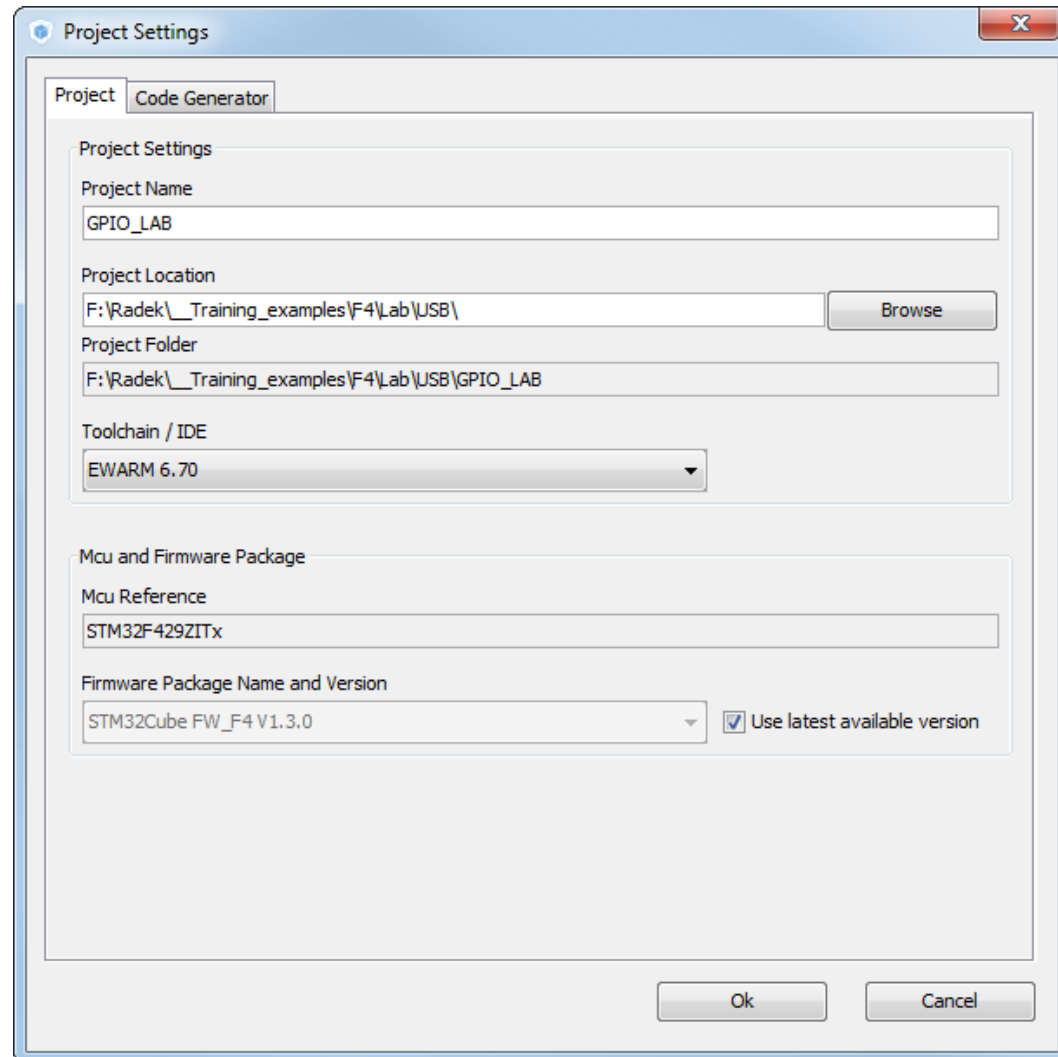 Project Settings
X
Project Code Generator
Project Settings
Project Name
GPIO_LAB
Project Location
F:\Radek\__Training_examples\F4\Lab\USB\ Browse
Project Folder
F:\Radek\__Training_examples\F4\Lab\USB\GPIO_LAB
Toolchain / IDE
EWARM 6.70
Mcu and Firmware Package
Mcu Reference
STM32F429ZITx
Firmware Package Name and Version
STM32Cube FW_F4 V1.3.0 Use latest available version
Ok Cancel